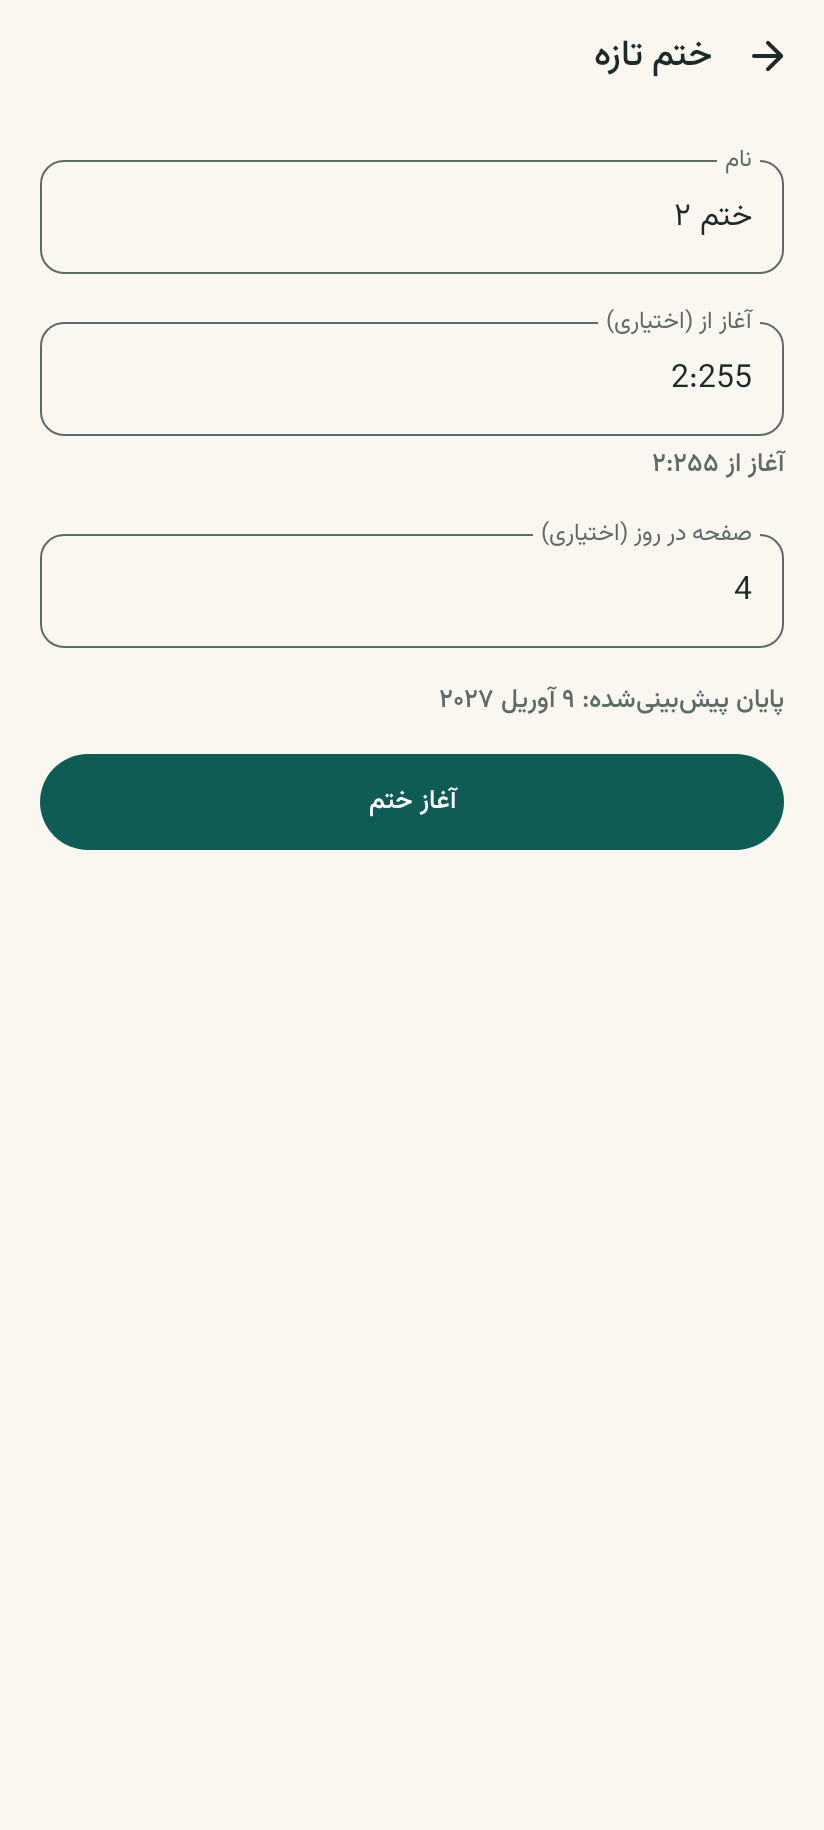 ختم تازه
نام
ختم ۲
آغاز از (اختیاری)
2:255
آغاز از ۲:۲۵۵
صفحه در روز (اختیاری)
4
پایان پیش‌بینی‌شده: ۹ آوریل ۲۰۲۷
آغاز ختم